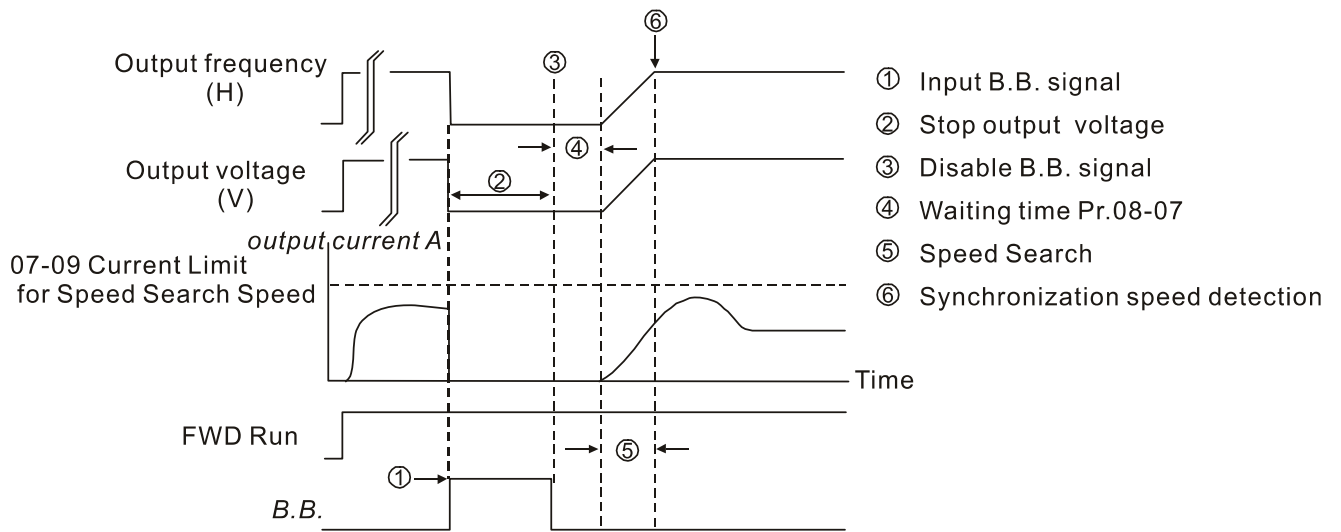 ⑥
Output frequency
(H)
③
④
Output voltage
(V)
②
output current A
07-09 Current Limit
for Speed Search Speed
Time
FWD Run
⑤
①
B.B.
① Input B.B. signal
② Stop output voltage
③ Disable B.B. signal
④ Waiting time Pr.08-07
⑤ Speed Search
⑥ Synchronization speed detection